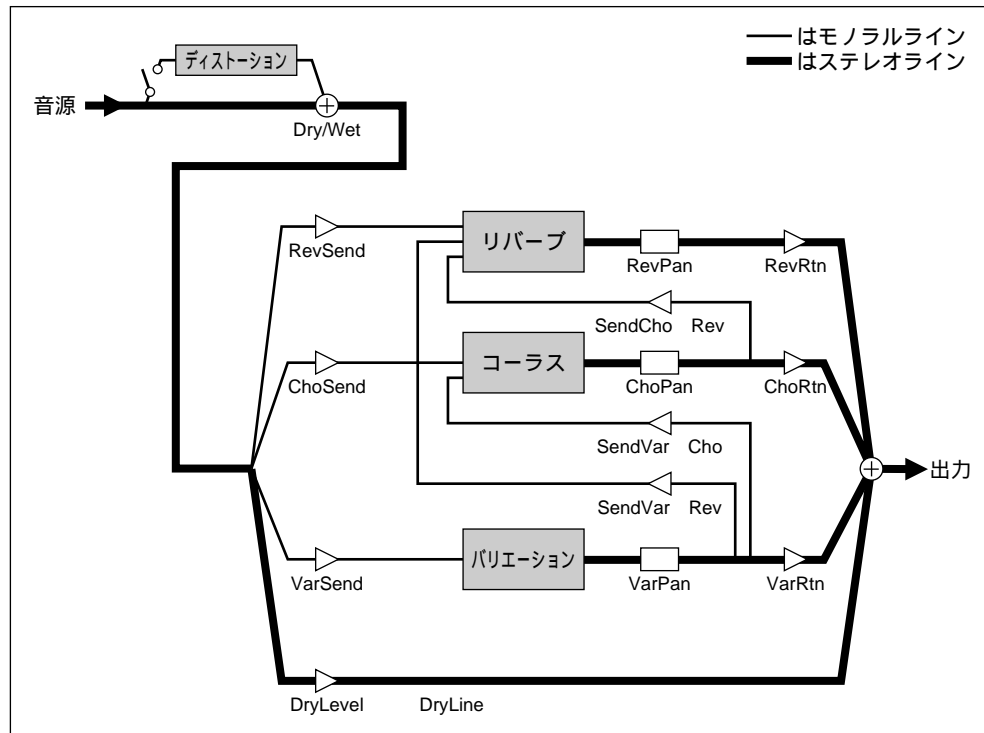 はモノラルライン
はステレオライン
ディストーション
音源
Dry/Wet
リバーブ
RevSend
RevPan
RevRtn
SendCho Rev
コーラス
ChoSend
ChoPan
ChoRtn
SendVar Cho
出力
SendVar Rev
バリエーション
VarSend
VarPan
VarRtn
DryLevel
DryLine